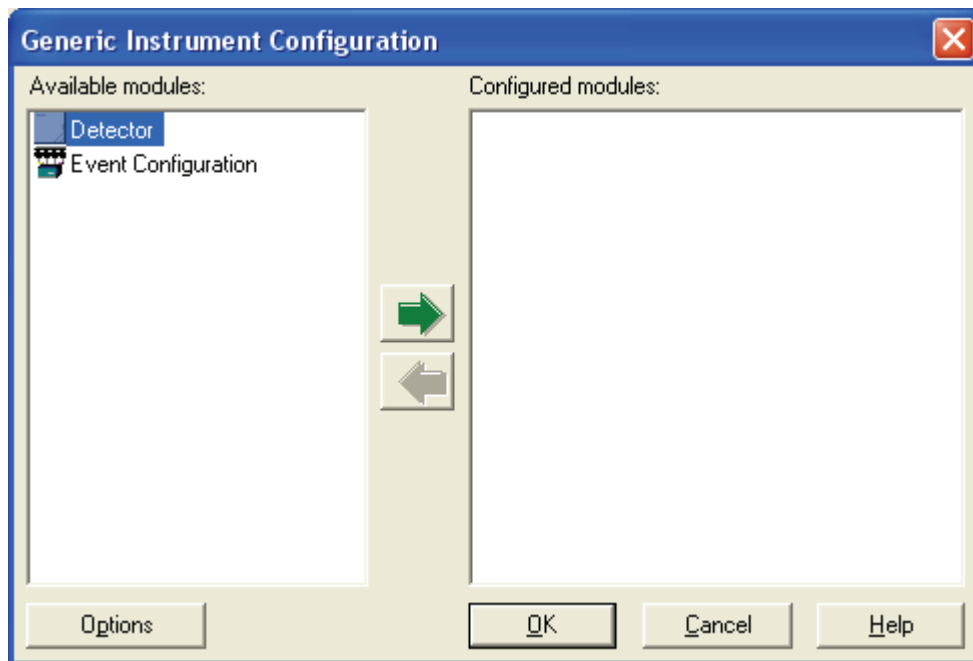 Generic Instrument Configuration
Available modules:
Configured modules:
Detector
Event Configuration
Options
OK
Cancel
Help